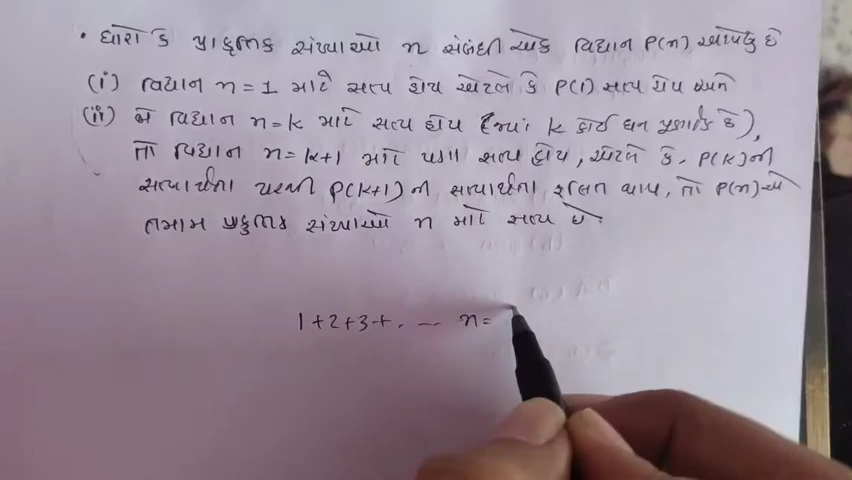 • ધારો કે પ્રાકૃતિક સંખ્યાઓ n સંબંધી એક વિધાન P(n) આપેલું છે
(i) વિધાન n = 1 માટે સત્ય હોય એટલે કે P(1) સત્ય હોય અને
(ii) જો વિધાન n = k માટે સત્ય હોય (જ્યાં k કોઈ ધન પૂર્ણાંક છે),
તો વિધાન n = k+1 માટે પણ સત્ય હોય, એટલે કે P(k) ની
સત્યાર્થતા પરથી P(k+1) ની સત્યાર્થતા ફલિત થાય, તો P(n) એ
તમામ પ્રાકૃતિક સંખ્યાઓ n માટે સત્ય છે.
1+2+3+. ... n =